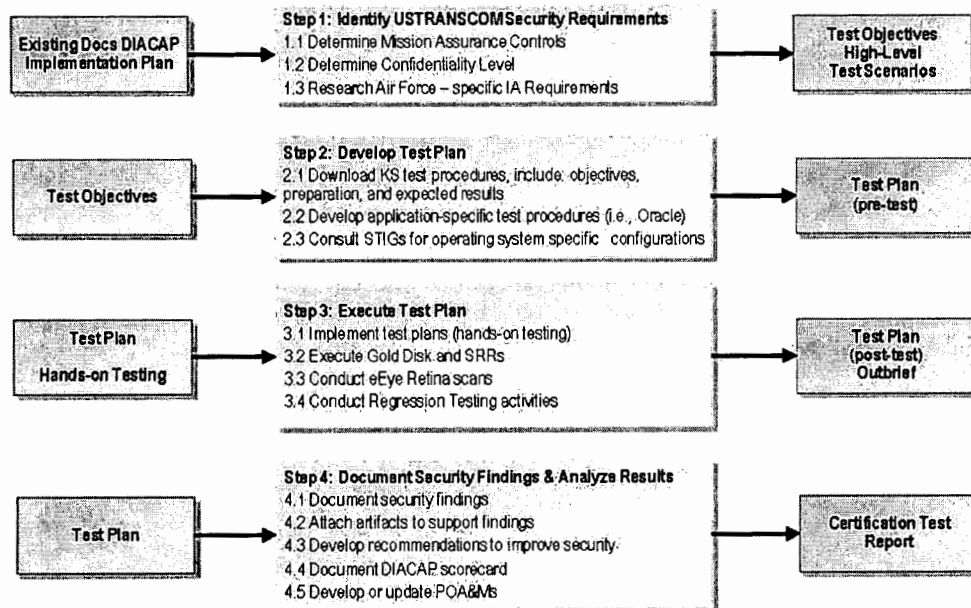 Existing Docs DIACAP
Implementation Plan
Step 1: Identify USTRANSCOM Security Requirements
1.1 Determine Mission Assurance Controls
1.2 Determine Confidentiality Level
1.3 Research Air Force – specific IA Requirements
Test Objectives
High-Level
Test Scenarios
Test Objectives
Step 2: Develop Test Plan
2.1 Download KS test procedures, include: objectives,
preparation, and expected results
2.2 Develop application-specific test procedures (i.e., Oracle)
2.3 Consult STIGs for operating system specific configurations
Test Plan
(pre-test)
Test Plan
Hands-on Testing
Step 3: Execute Test Plan
3.1 Implement test plans (hands-on testing)
3.2 Execute Gold Disk and SRRs
3.3 Conduct eEye Retina scans
3.4 Conduct Regression Testing activities
Test Plan
(post-test)
Outbrief
Test Plan
Step 4: Document Security Findings & Analyze Results
4.1 Document security findings
4.2 Attach artifacts to support findings
4.3 Develop recommendations to improve security
4.4 Document DIACAP scorecard
4.5 Develop or update POA&Ms
Certification Test
Report